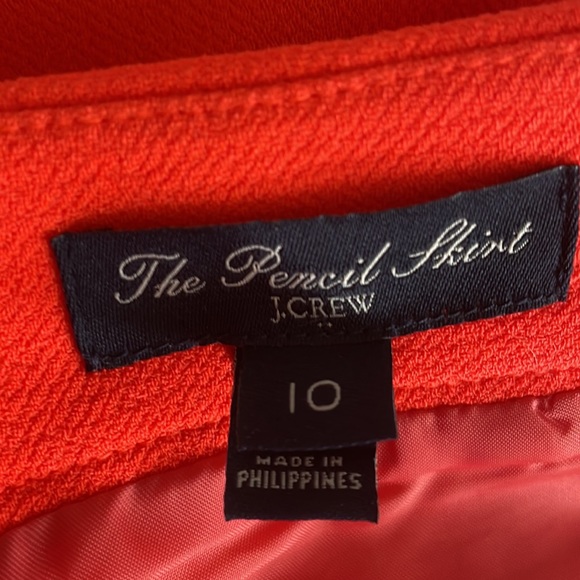 The Pencil Skirt
J.CREW
10
MADE IN
PHILIPPINES